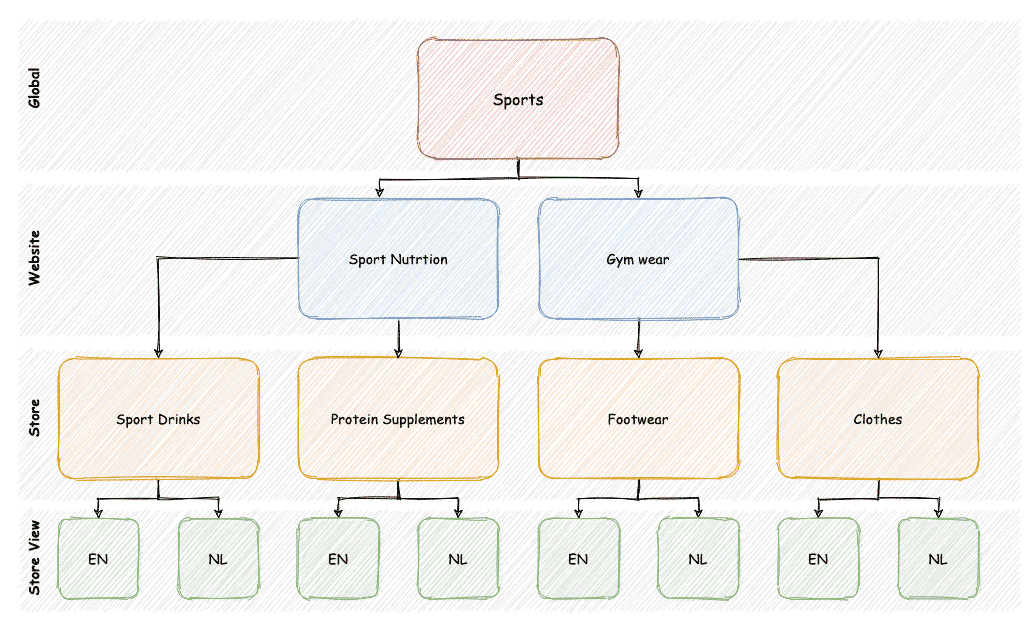 Global
Sports
Website
Sport Nutrtion
Gym wear
Store
Sport Drinks
Protein Supplements
Footwear
Clothes
Store View
EN
NL
EN
NL
EN
NL
EN
NL